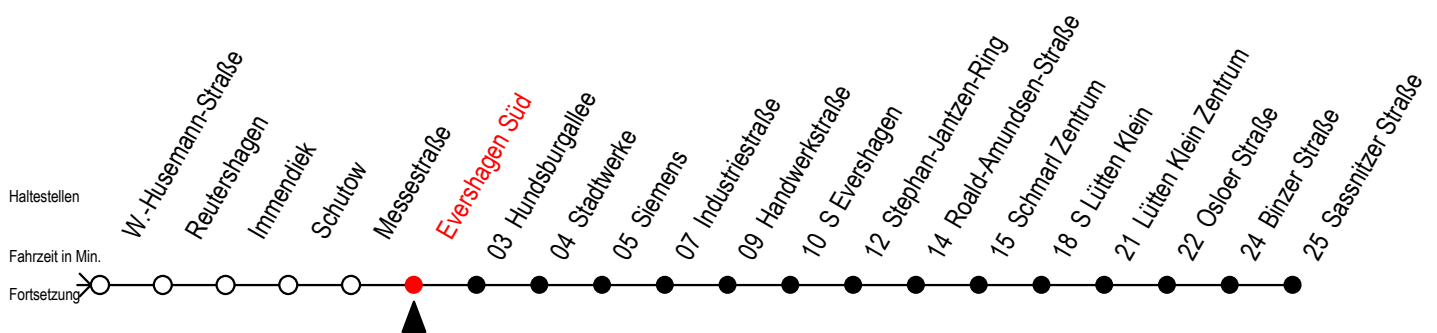 Haltestellen
Fahrzeit in Min.
Fortsetzung
W.-Husemann-Straße
Reutershagen
Immendiek
Schutow
Messestraße
Evershagen Süd
03 Hundsburgallee
04 Stadtwerke
05 Siemens
07 Industriestraße
09 Handwerkstraße
10 S Evershagen
12 Stephan-Jantzen-Ring
14 Roald-Amundsen-Straße
15 Schmarl Zentrum
18 S Lütten Klein
21 Lütten Klein Zentrum
22 Osloer Straße
24 Binzer Straße
25 Sassnitzer Straße